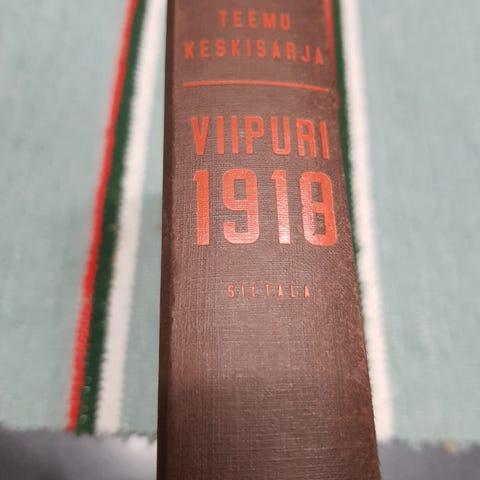 TEEMU
KESKISARJA
VIIPURI
1918
SILTALA